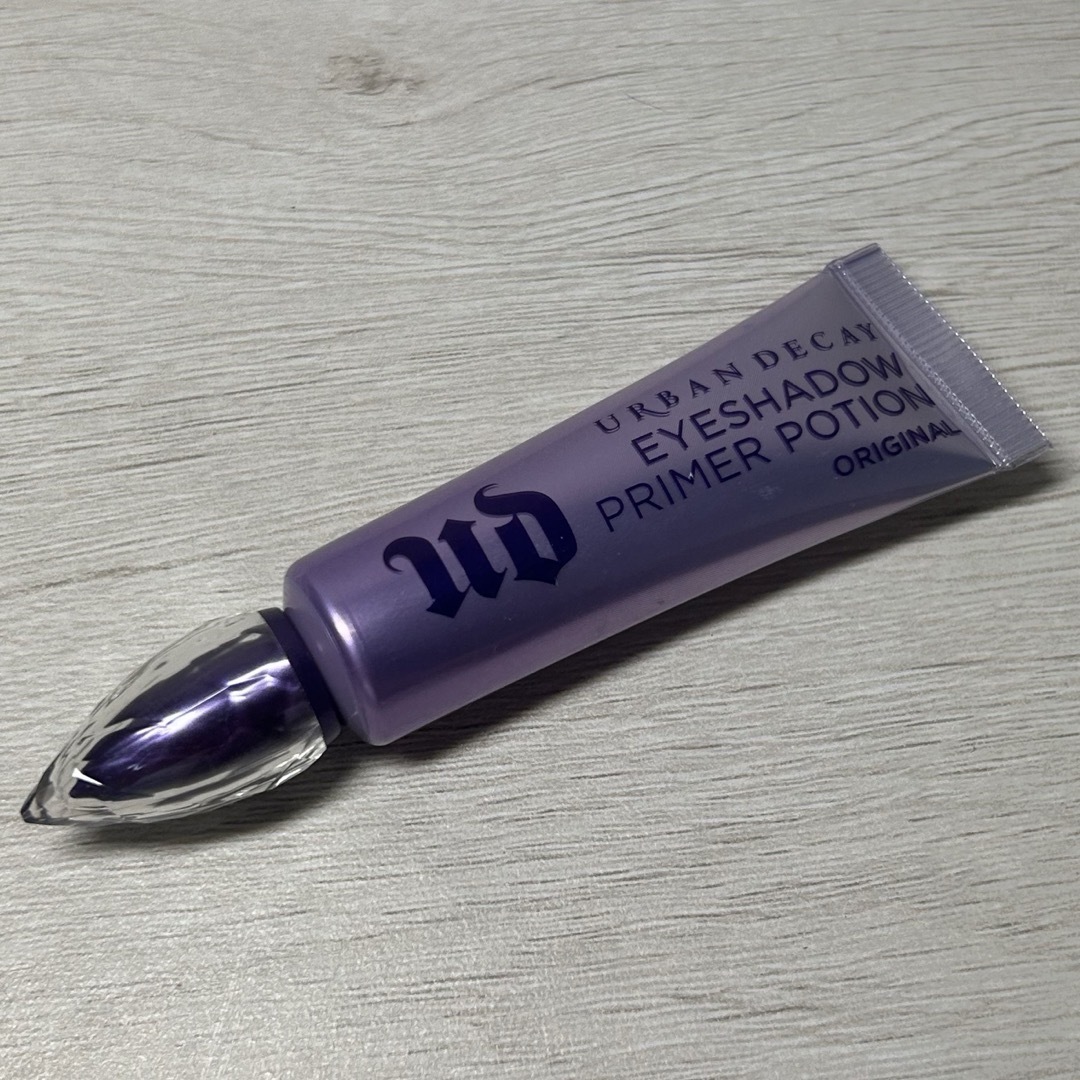 URBAN DECAY
EYESHADOW
PRIMER POTION
ORIGINAL
UD